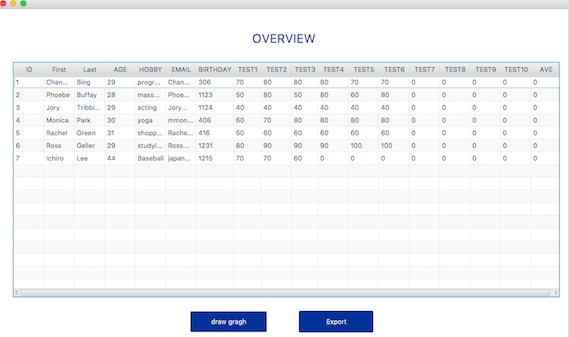 OVERVIEW
ID First Last AGE HOBBY EMAIL BIRTHDAY TEST1 TEST2 TEST3 TEST4 TEST5 TEST6 TEST7 TEST8 TEST9 TEST10 AVE
1 Chan... Bing 29 progr... Chan... 306 70 80 80 80 70 70 0 0 0 0 0
2 Phoebe Buffay 28 mass... Phoe... 1123 50 80 50 80 60 80 0 0 0 0 0
3 Jory Tribbi... 29 acting Jory... 1124 40 40 40 40 40 40 0 0 0 0 0
4 Monica Park 30 yoga mmon... 406 60 70 80 80 80 80 0 0 0 0 0
5 Rachel Green 31 shopp... Rache... 416 50 60 60 60 60 60 0 0 0 0 0
6 Ross Geller 29 studyi... Ross... 1231 80 90 90 90 100 100 0 0 0 0 0
7 Ichiro Lee 44 Baseball japan... 1215 70 70 60 0 0 0 0 0 0 0 0
draw gragh Export